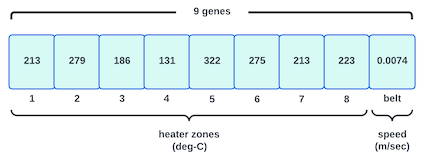 9 genes
213 279 186 131 322 275 213 223 0.0074
1 2 3 4 5 6 7 8 belt
heater zones speed
(deg-C) (m/sec)